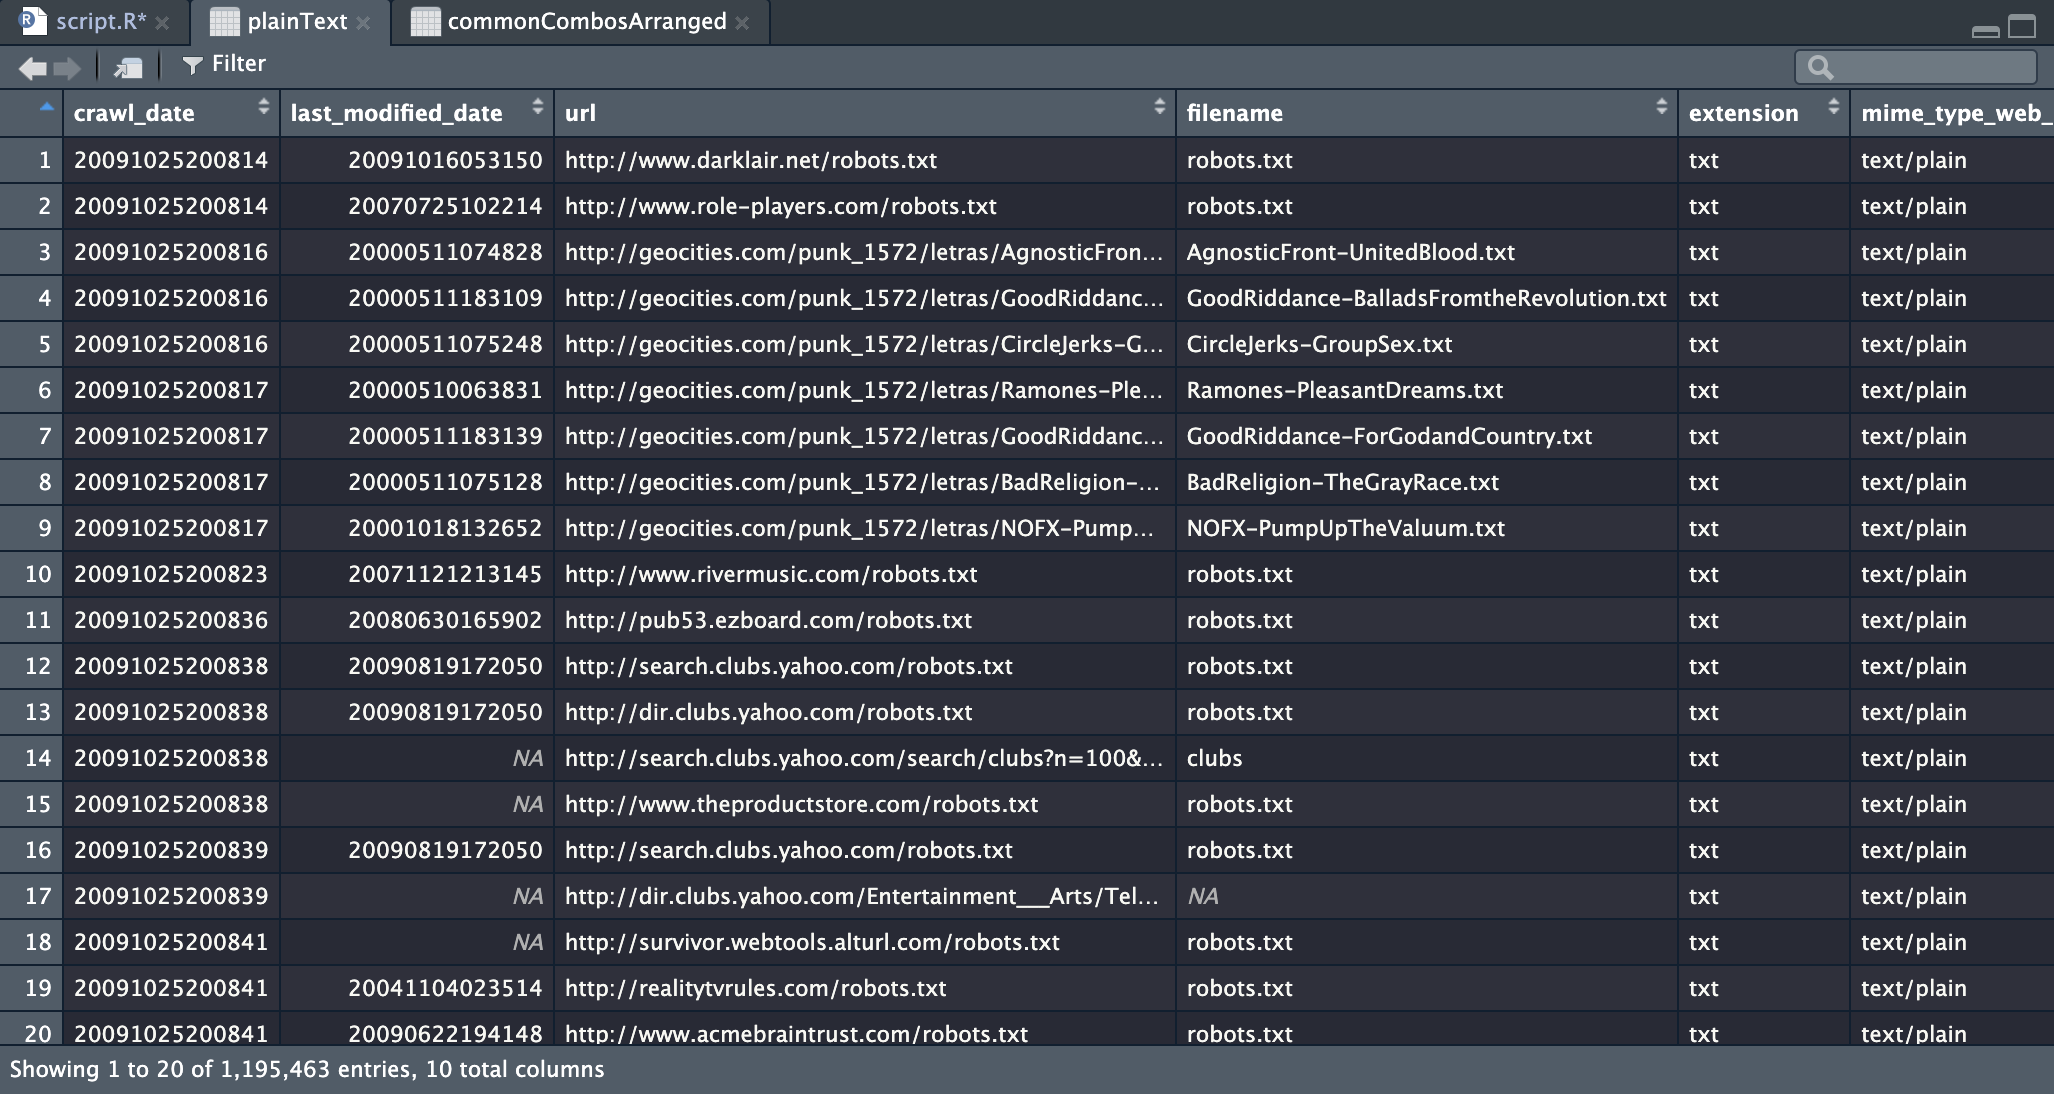 script.R* plainText commonCombosArranged
Filter
crawl_date last_modified_date url filename extension mime_type_web_
1 20091025200814 20091016053150 http://www.darklair.net/robots.txt robots.txt txt text/plain
2 20091025200814 20070725102214 http://www.role-players.com/robots.txt robots.txt txt text/plain
3 20091025200816 20000511074828 http://geocities.com/punk_1572/letras/AgnosticFron... AgnosticFront-UnitedBlood.txt txt text/plain
4 20091025200816 20000511183109 http://geocities.com/punk_1572/letras/GoodRiddanc... GoodRiddance-BalladsFromtheRevolution.txt txt text/plain
5 20091025200816 20000511075248 http://geocities.com/punk_1572/letras/CircleJerks-G... CircleJerks-GroupSex.txt txt text/plain
6 20091025200817 20000510063831 http://geocities.com/punk_1572/letras/Ramones-Ple... Ramones-PleasantDreams.txt txt text/plain
7 20091025200817 20000511183139 http://geocities.com/punk_1572/letras/GoodRiddanc... GoodRiddance-ForGodandCountry.txt txt text/plain
8 20091025200817 20000511075128 http://geocities.com/punk_1572/letras/BadReligion-... BadReligion-TheGrayRace.txt txt text/plain
9 20091025200817 20001018132652 http://geocities.com/punk_1572/letras/NOFX-Pump... NOFX-PumpUpTheValuum.txt txt text/plain
10 20091025200823 20071121213145 http://www.rivermusic.com/robots.txt robots.txt txt text/plain
11 20091025200836 20080630165902 http://pub53.ezboard.com/robots.txt robots.txt txt text/plain
12 20091025200838 20090819172050 http://search.clubs.yahoo.com/robots.txt robots.txt txt text/plain
13 20091025200838 20090819172050 http://dir.clubs.yahoo.com/robots.txt robots.txt txt text/plain
14 20091025200838 NA http://search.clubs.yahoo.com/search/clubs?n=100&... clubs txt text/plain
15 20091025200838 NA http://www.theproductstore.com/robots.txt robots.txt txt text/plain
16 20091025200839 20090819172050 http://search.clubs.yahoo.com/robots.txt robots.txt txt text/plain
17 20091025200839 NA http://dir.clubs.yahoo.com/Entertainment___Arts/Tel... NA txt text/plain
18 20091025200841 NA http://survivor.webtools.alturl.com/robots.txt robots.txt txt text/plain
19 20091025200841 20041104023514 http://realitytvrules.com/robots.txt robots.txt txt text/plain
20 20091025200841 20090622194148 http://www.acmebraintrust.com/robots.txt robots.txt txt text/plain
Showing 1 to 20 of 1,195,463 entries, 10 total columns